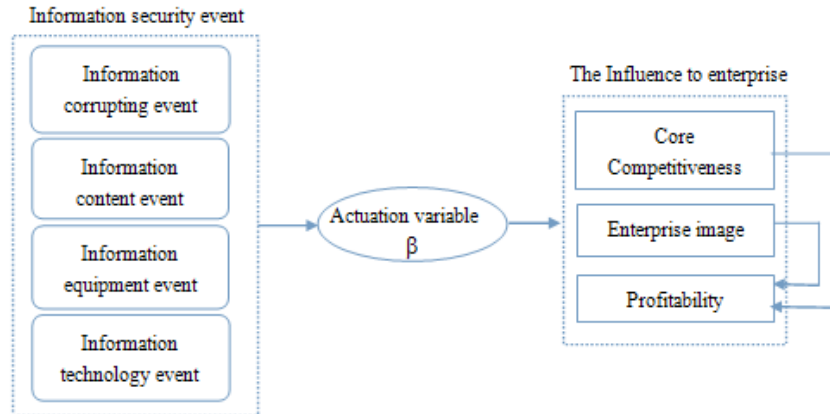 Information security event
Information
corrupting event
Information
content event
Information
equipment event
Information
technology event
Actuation variable
β
The Influence to enterprise
Core
Competitiveness
Enterprise image
Profitability